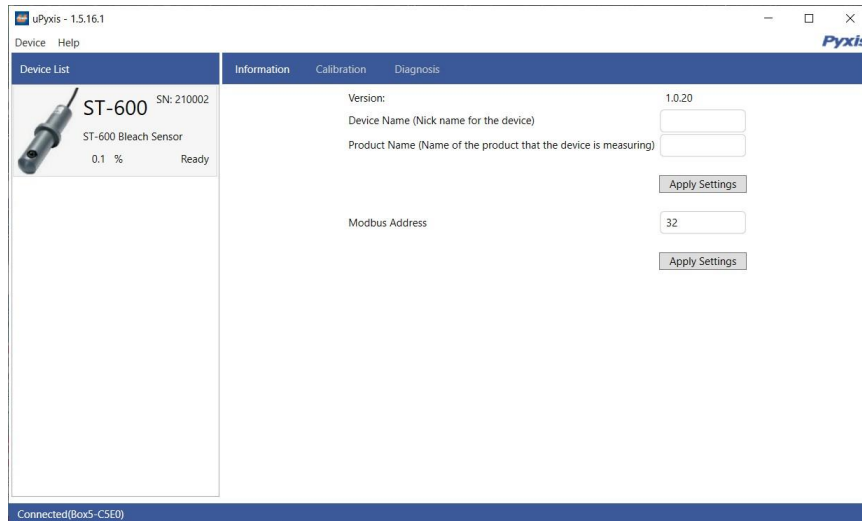 uPyxis - 1.5.16.1
Device Help
Pyxis
Device List
Information Calibration Diagnosis
ST-600 SN: 210002
ST-600 Bleach Sensor
0.1 % Ready
Version: 1.0.20
Device Name (Nick name for the device)
Product Name (Name of the product that the device is measuring)
Apply Settings
Modbus Address 32
Apply Settings
Connected(Box5-C5E0)